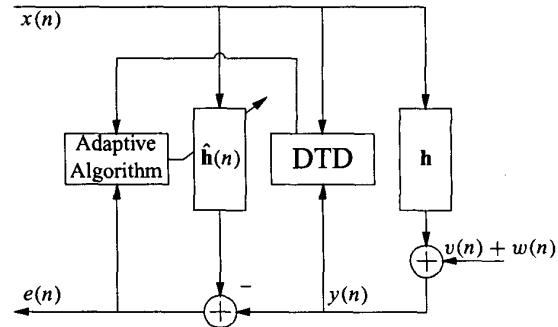 x(n)
Adaptive
Algorithm
ĥ(n)
DTD
h
v(n) + w(n)
+
e(n)
+
−
y(n)